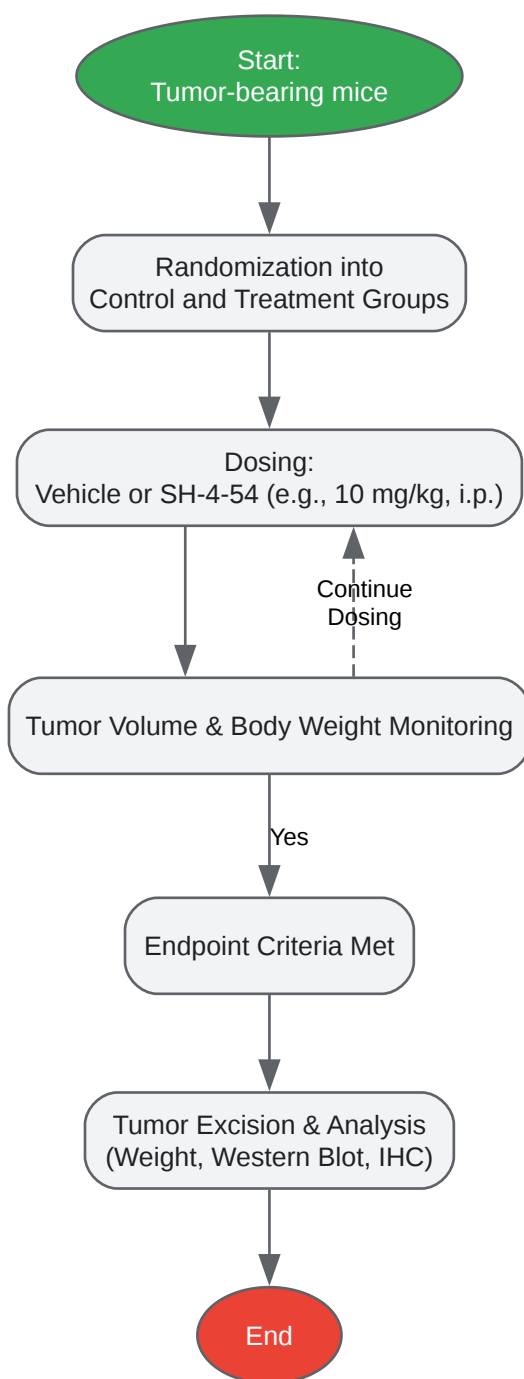 Start:
Tumor-bearing mice
Randomization into
Control and Treatment Groups
Dosing:
Vehicle or SH-4-54 (e.g., 10 mg/kg, i.p.)
Continue
Dosing
Tumor Volume & Body Weight Monitoring
Yes
Endpoint Criteria Met
Tumor Excision & Analysis
(Weight, Western Blot, IHC)
End